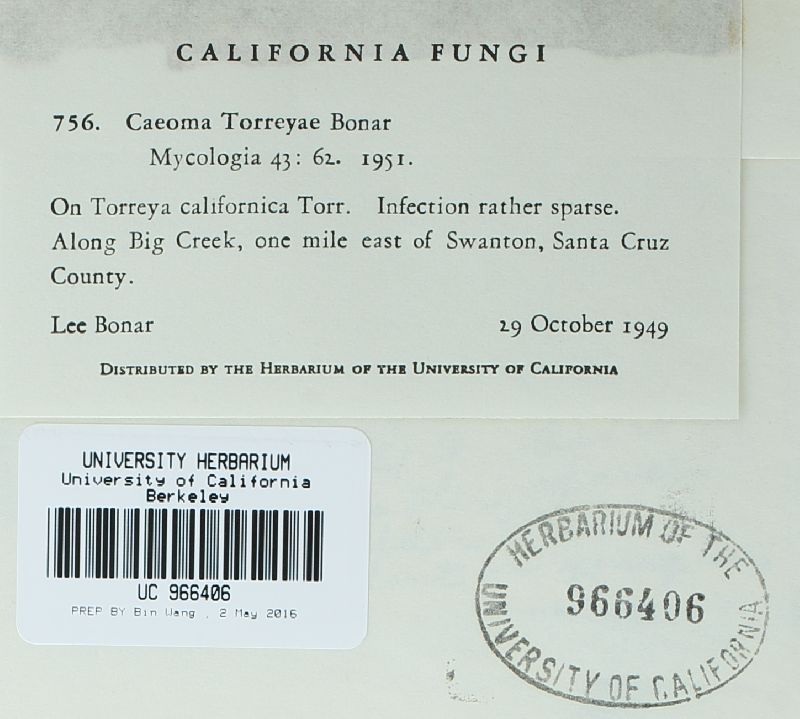 CALIFORNIA FUNGI
756. Caeoma Torreyae Bonar
Mycologia 43: 62. 1951.
On Torreya californica Torr. Infection rather sparse.
Along Big Creek, one mile east of Swanton, Santa Cruz
County.
Lee Bonar 29 October 1949
DISTRIBUTED BY THE HERBARIUM OF THE UNIVERSITY OF CALIFORNIA
UNIVERSITY HERBARIUM
University of California
Berkeley
UC 966406
PREP BY Bin Wang , 2 May 2016
HERBARIUM OF THE
966406
UNIVERSITY OF CALIFORNIA